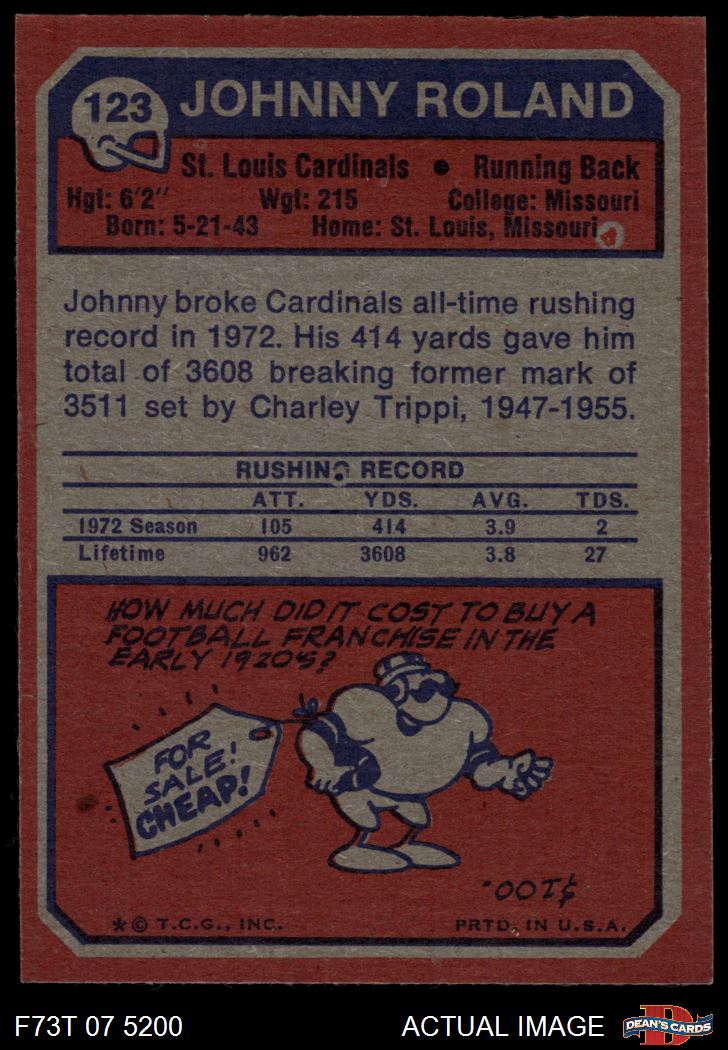 123
JOHNNY ROLAND
St. Louis Cardinals • Running Back
Hgt: 6'2" Wgt: 215 College: Missouri
Born: 5-21-43 Home: St. Louis, Missouri
Johnny broke Cardinals all-time rushing
record in 1972. His 414 yards gave him
total of 3608 breaking former mark of
3511 set by Charley Trippi, 1947-1955.
RUSHING RECORD
ATT. YDS. AVG. TDS.
1972 Season 105 414 3.9 2
Lifetime 962 3608 3.8 27
HOW MUCH DID IT COST TO BUY A
FOOTBALL FRANCHISE IN THE
EARLY 1920S?
FOR
SALE!
CHEAP!
$100.
* © T.C.G., INC. PRTD. IN U.S.A.
F73T 07 5200 ACTUAL IMAGE
D
DEAN'S CARDS